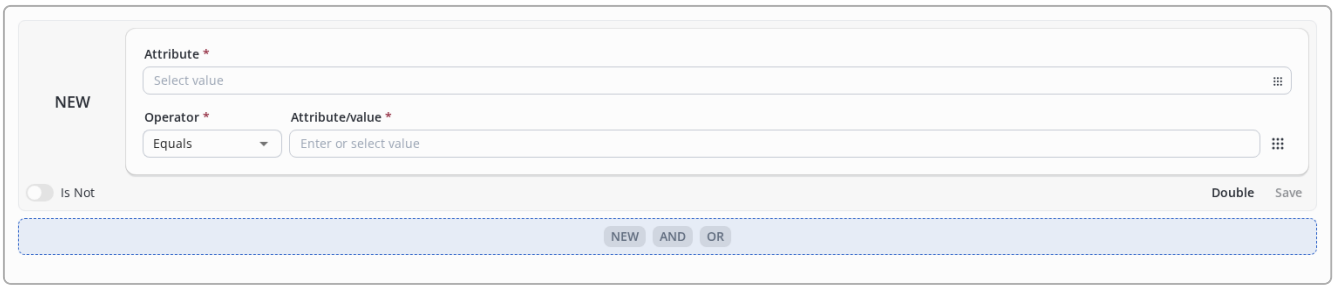 Attribute *
Select value
NEW
Operator * Attribute/value *
Equals Enter or select value
Is Not Double Save
NEW AND OR